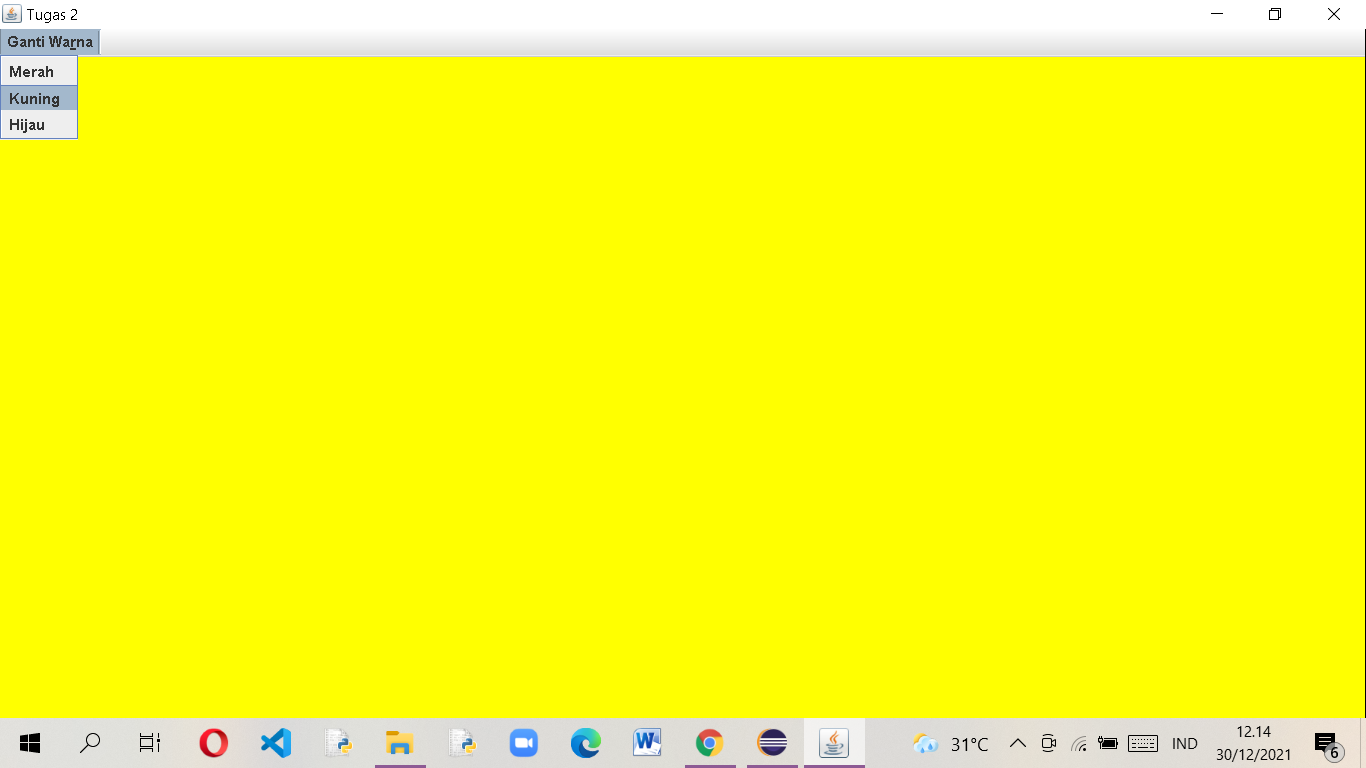 Tugas 2
Ganti Warna
Merah
Kuning
Hijau
31°C
IND
12.14
30/12/2021
6